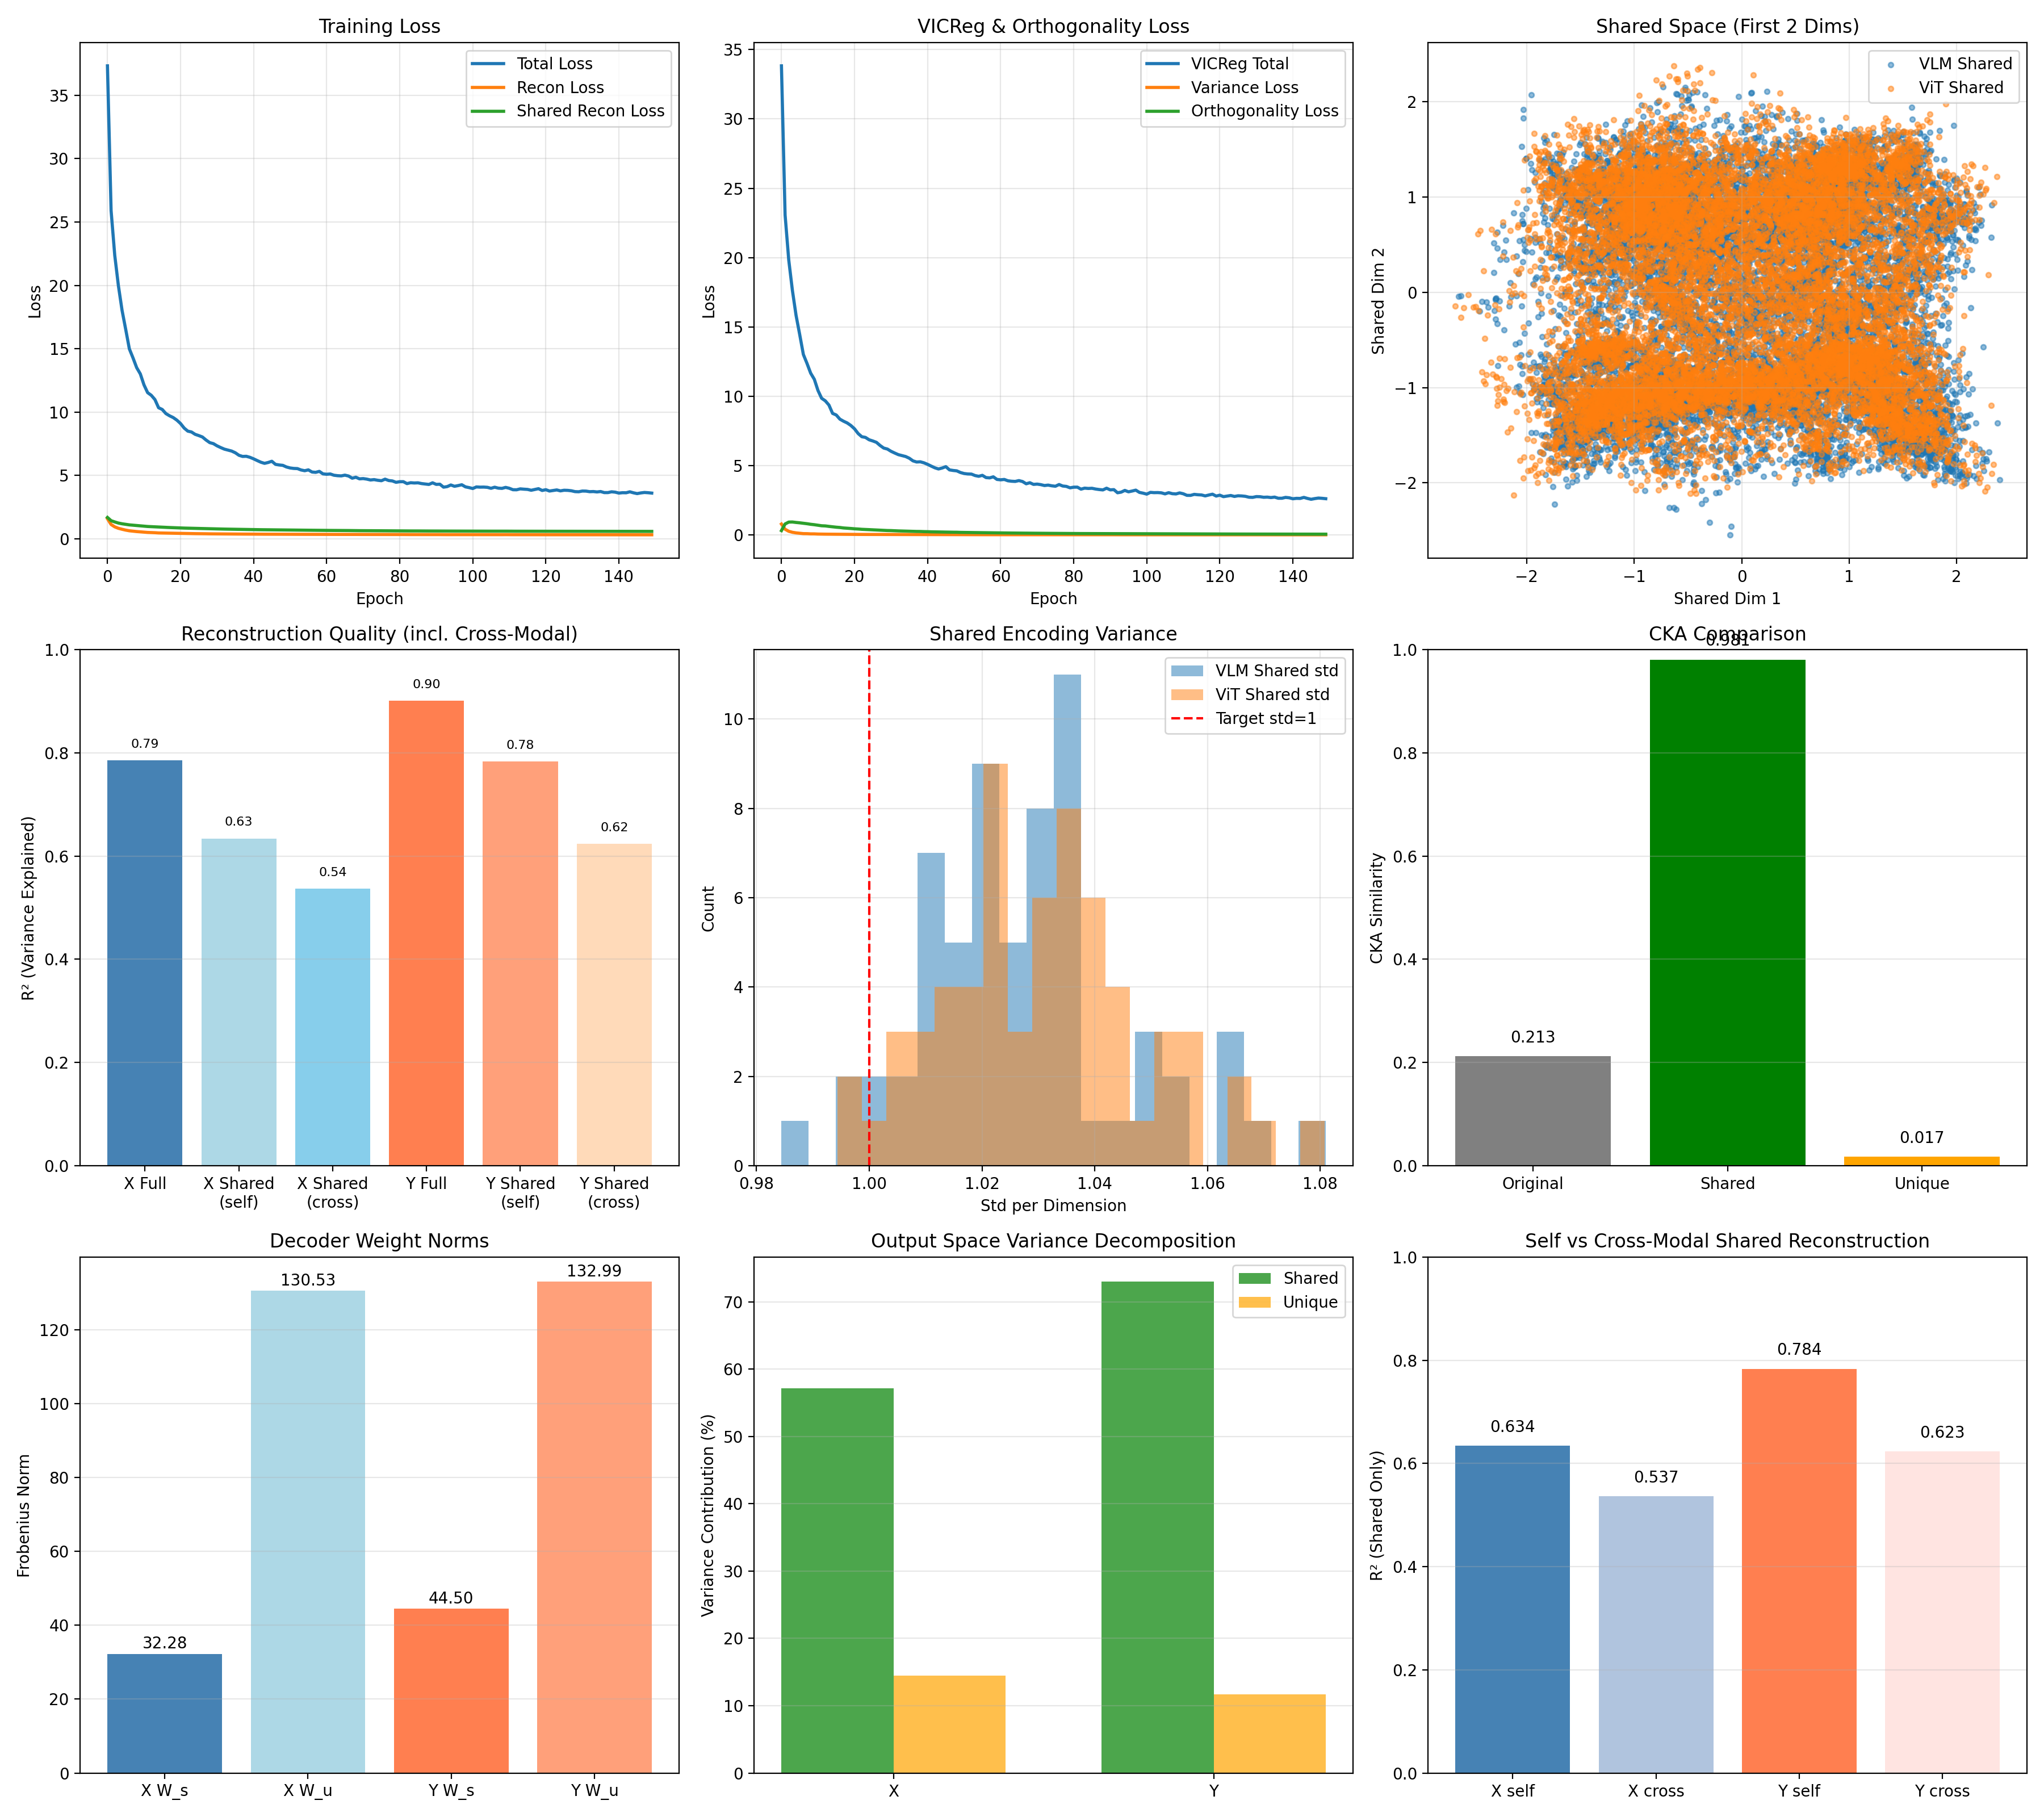 Training Loss
Total Loss
Recon Loss
Shared Recon Loss
Loss
35
30
25
20
15
10
5
0
0 20 40 60 80 100 120 140
Epoch
VICReg & Orthogonality Loss
VICReg Total
Variance Loss
Orthogonality Loss
Loss
35
30
25
20
15
10
5
0
0 20 40 60 80 100 120 140
Epoch
Shared Space (First 2 Dims)
VLM Shared
ViT Shared
Shared Dim 2
2
1
0
−1
−2
−2 −1 0 1 2
Shared Dim 1
Reconstruction Quality (incl. Cross-Modal)
R² (Variance Explained)
1.0
0.8
0.6
0.4
0.2
0.0
0.79
0.63
0.54
0.90
0.78
0.62
X Full X Shared X Shared Y Full Y Shared Y Shared
(self) (cross) (self) (cross)
Shared Encoding Variance
VLM Shared std
ViT Shared std
Target std=1
Count
10
8
6
4
2
0
0.98 1.00 1.02 1.04 1.06 1.08
Std per Dimension
CKA Comparison
0.981
CKA Similarity
1.0
0.8
0.6
0.4
0.2
0.0
0.213
0.017
Original Shared Unique
Decoder Weight Norms
Frobenius Norm
120
100
80
60
40
20
0
32.28
130.53
44.50
132.99
X W_s X W_u Y W_s Y W_u
Output Space Variance Decomposition
Shared
Unique
Variance Contribution (%)
70
60
50
40
30
20
10
0
X Y
Self vs Cross-Modal Shared Reconstruction
R² (Shared Only)
1.0
0.8
0.6
0.4
0.2
0.0
0.634
0.537
0.784
0.623
X self X cross Y self Y cross